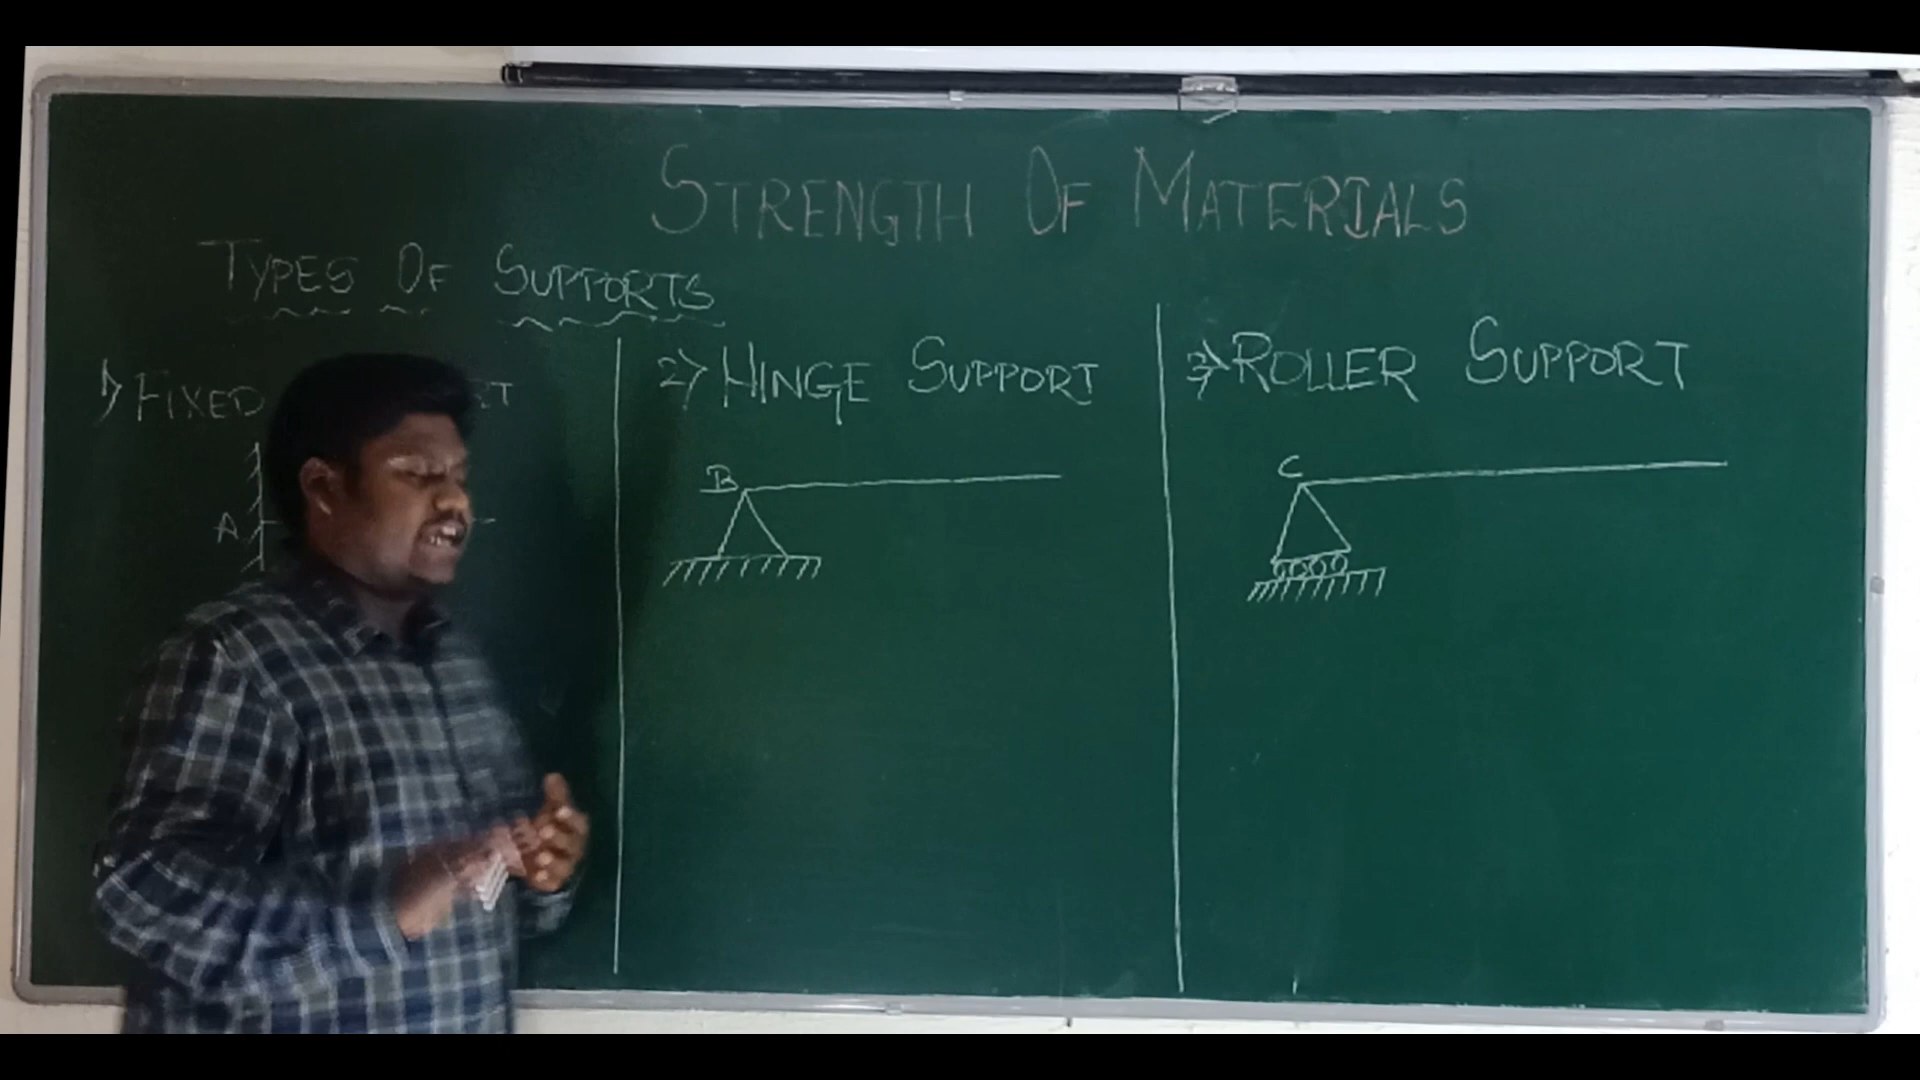 STRENGTH OF MATERIALS
TYPES OF SUPPORTS
1) FIXED
2) HINGE SUPPORT
3) ROLLER SUPPORT
A
B
C